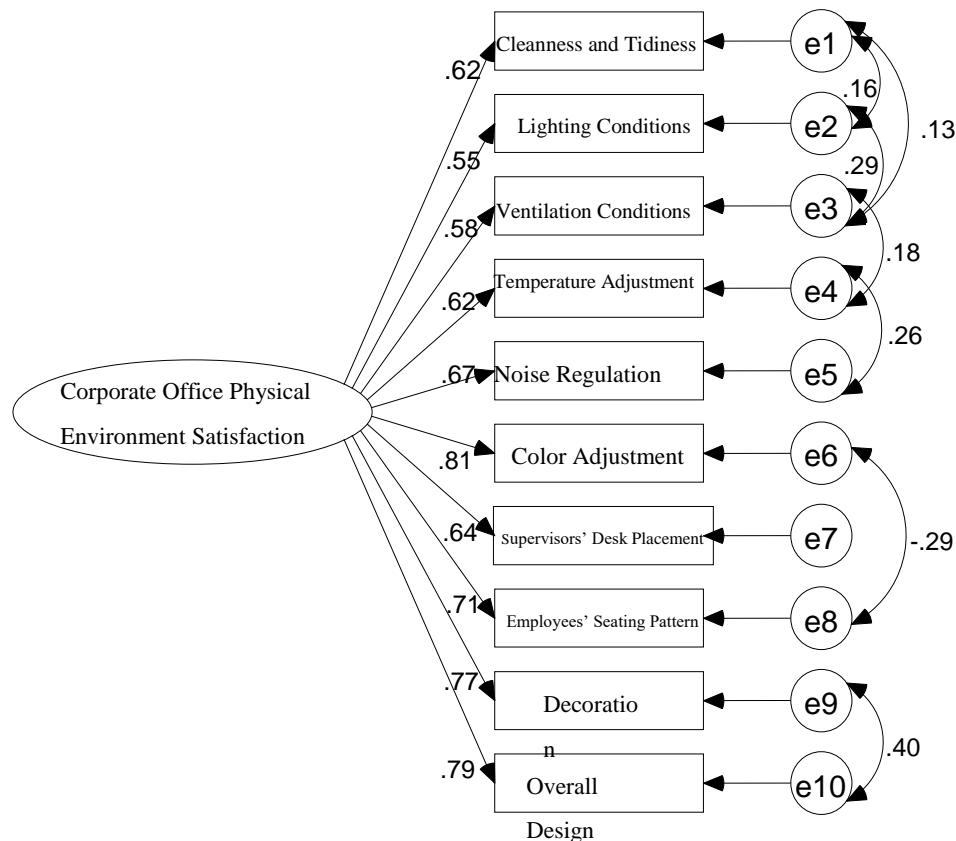 Cleanness and Tidiness
e1
.62
.16
Lighting Conditions
e2
.13
.55
.29
Ventilation Conditions
e3
.58
.18
Temperature Adjustment
e4
.62
.26
Noise Regulation
e5
.67
Corporate Office Physical
Environment Satisfaction
Color Adjustment
e6
.81
Supervisors' Desk Placement
e7
.64
-.29
Employees' Seating Pattern
e8
.71
.77
Decoratio
n
e9
.40
.79
Overall
Design
e10